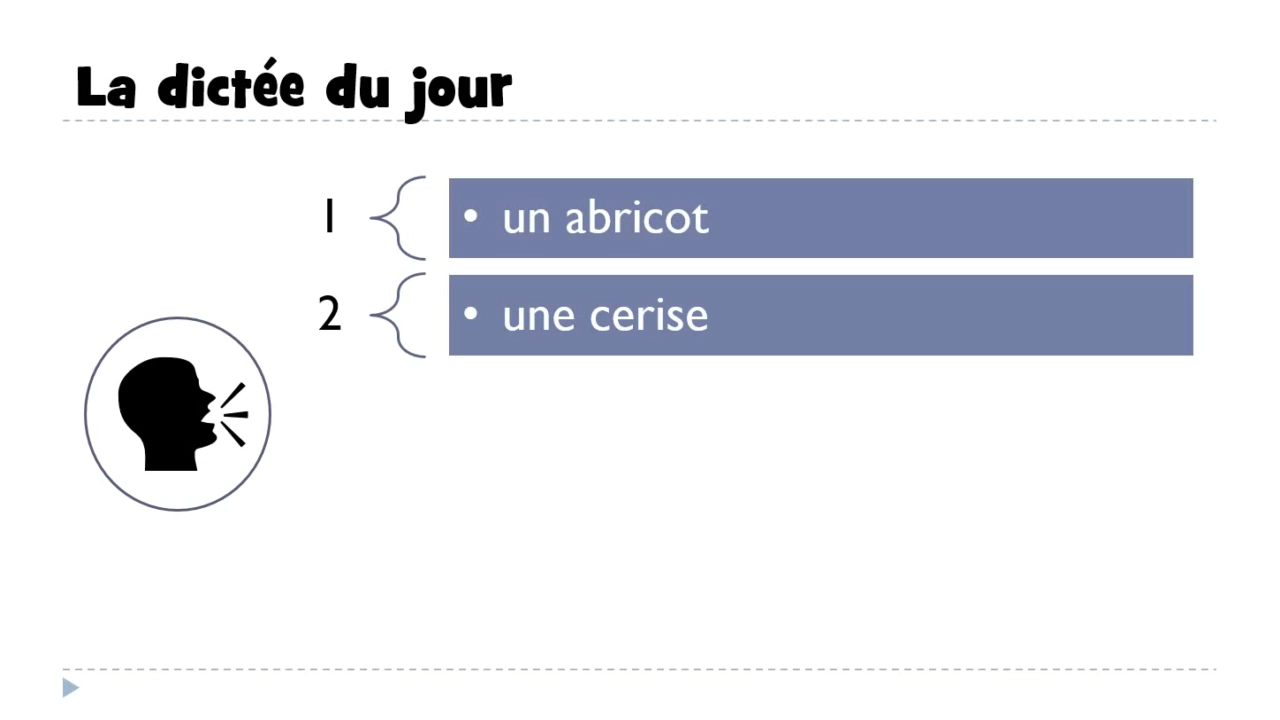 La dictée du jour
1 • un abricot
2 • une cerise